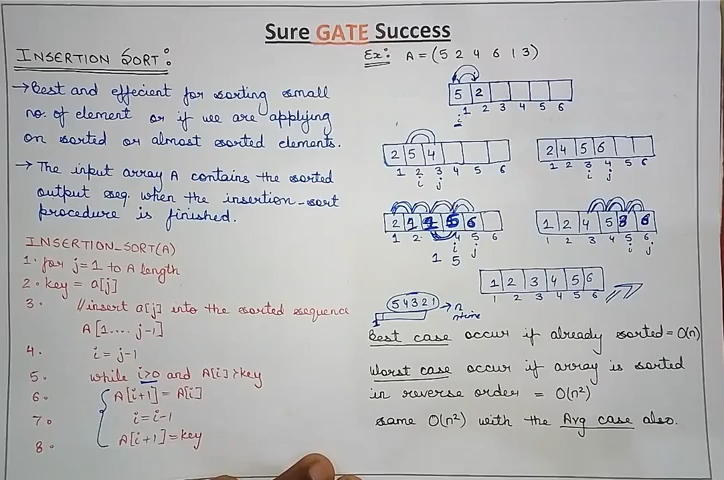 Sure GATE Success
INSERTION SORT:
→ Best and effecient for sorting small
no. of element or if we are applying
on sorted or almost sorted elements.
→ The input array A contains the sorted
output seq. when the insertion-sort
procedure is finished.
INSERTION_SORT(A)
1. for j=1 to A length
2. key = a[j]
3. //insert a[j] into the sorted sequence
A[1.... j-1]
4. i = j-1
5. while i>0 and A[i]>key
6. A[i+1] = A[i]
7. i = i-1
8. A[i+1] = key
Ex: A = (5 2 4 6 1 3)
5 2
1 2 3 4 5 6
i
2 5 4
1 2 3 4 5 6
i j
2 4 5 6
1 2 3 4 5 6
i j
2 6
1 2 4 5 6
i j
1 5
1 2 4 5 6
1 2 3 4 5 6
i j
1 2 3 4 5 6
1 2 3 4 5 6
5 4 3 2 1 → n
ntime
Best case occur if already sorted = O(n)
Worst case occur if array is sorted
in reverse order = O(n²)
same O(n²) with the Avg case also.